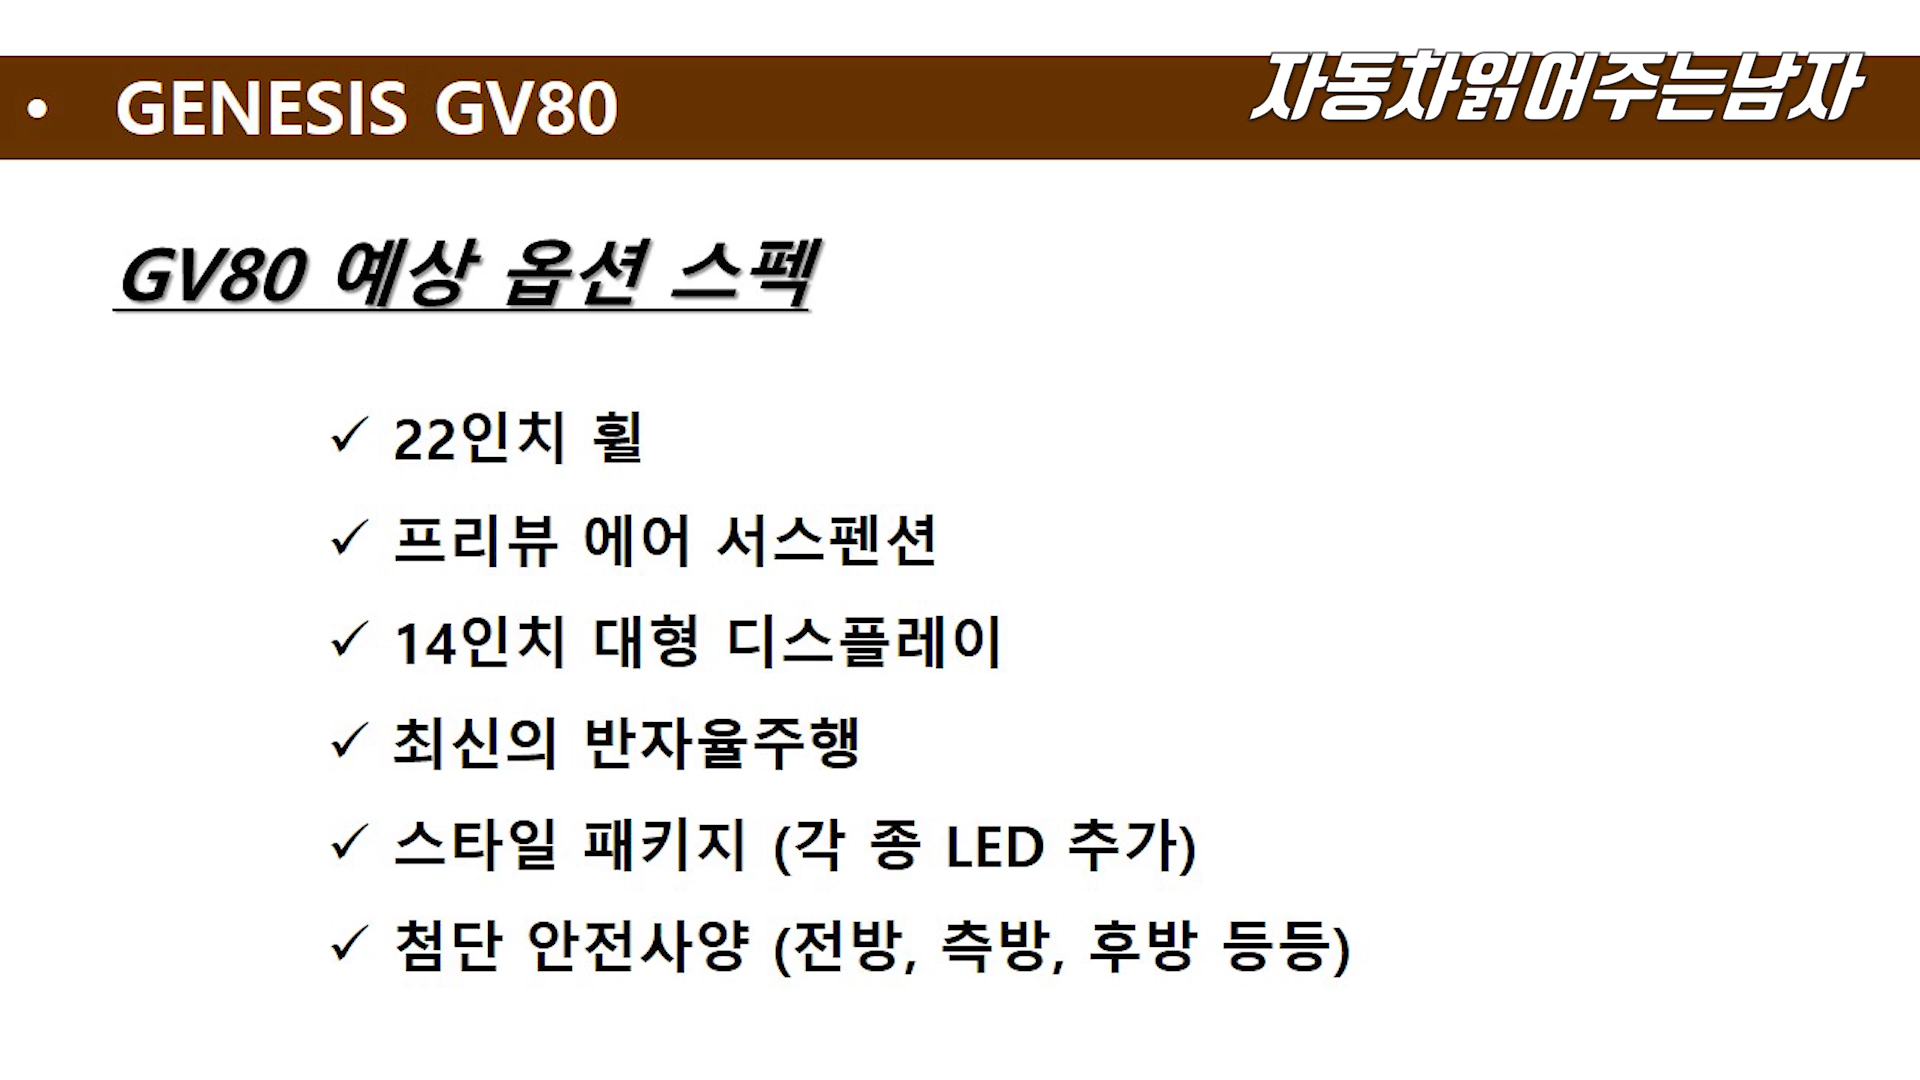 • GENESIS GV80
자동차읽어주는남자
GV80 예상 옵션 스펙
✓ 22인치 휠
✓ 프리뷰 에어 서스펜션
✓ 14인치 대형 디스플레이
✓ 최신의 반자율주행
✓ 스타일 패키지 (각 종 LED 추가)
✓ 첨단 안전사양 (전방, 측방, 후방 등등)